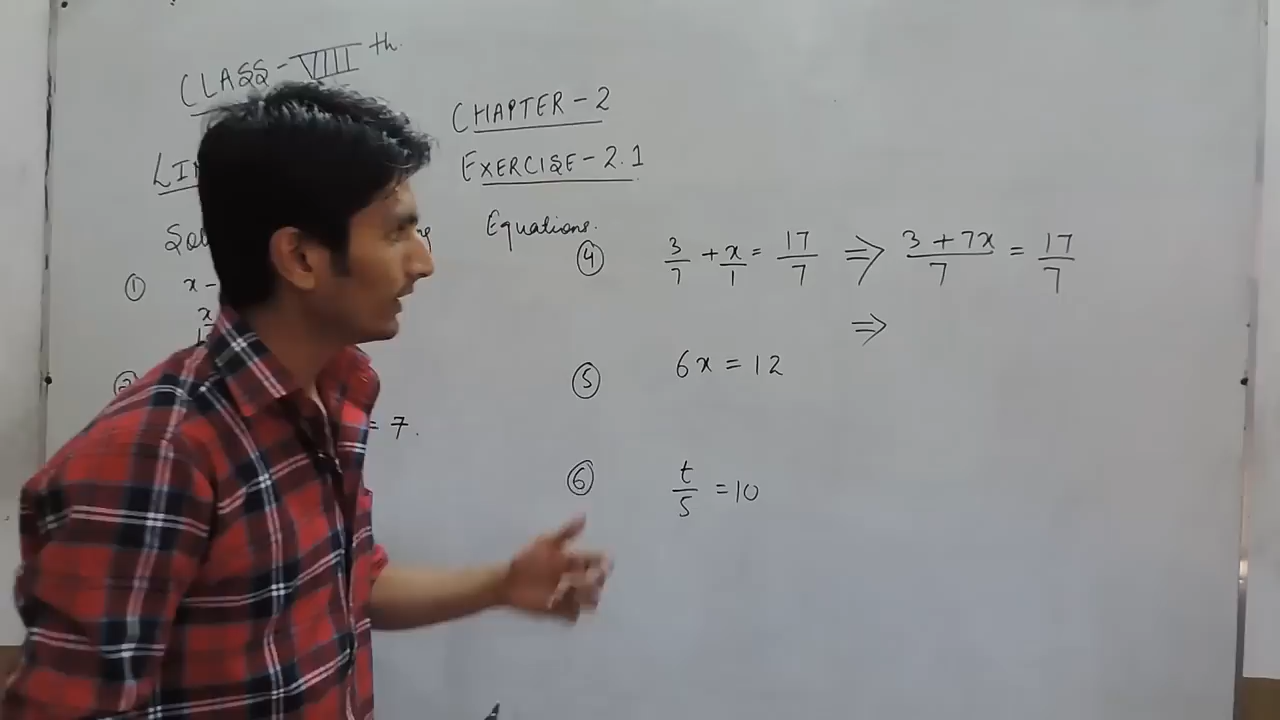 CLASS-VIII th.
CHAPTER-2
EXERCISE-2.1
Equations.
① x-
x
② = 7.
④ 3/7 + x/1 = 17/7 ⇒ (3+7x)/7 = 17/7
⇒
⑤ 6x = 12
⑥ t/5 = 10